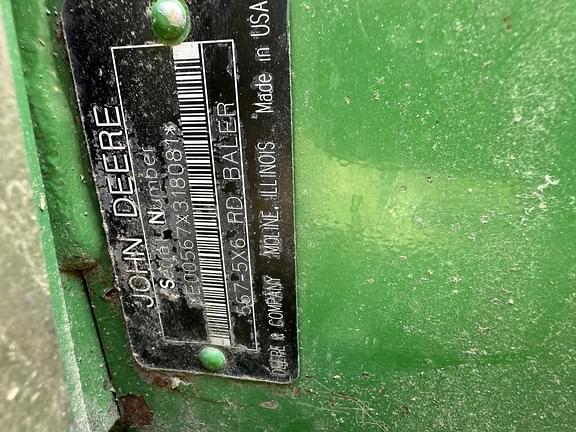 JOHN DEERE
Serial Number
*E00567X318081*
567-5X6 RD BALER
DEERE & COMPANY MOLINE, ILLINOIS Made in USA